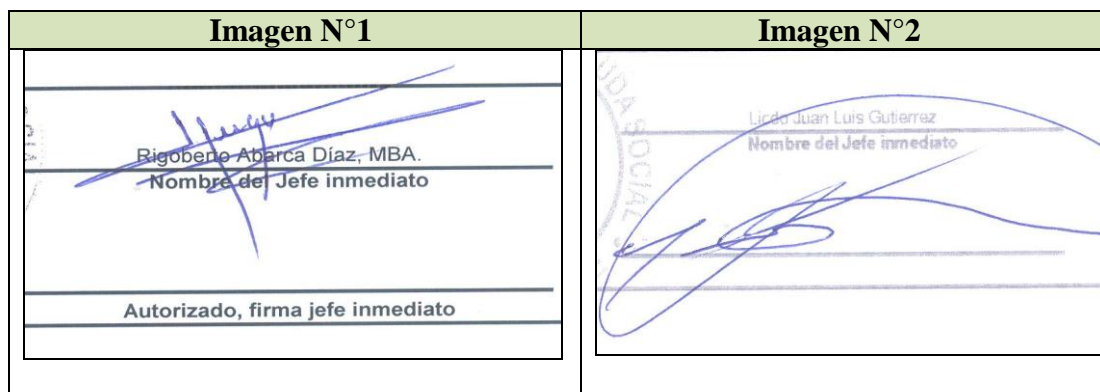 Imagen N°1
Imagen N°2
Rigoberto Abarca Díaz, MBA.
Nombre del Jefe inmediato
Autorizado, firma jefe inmediato
Licdo Juan Luis Gutierrez
Nombre del Jefe inmediato
SOCIAL